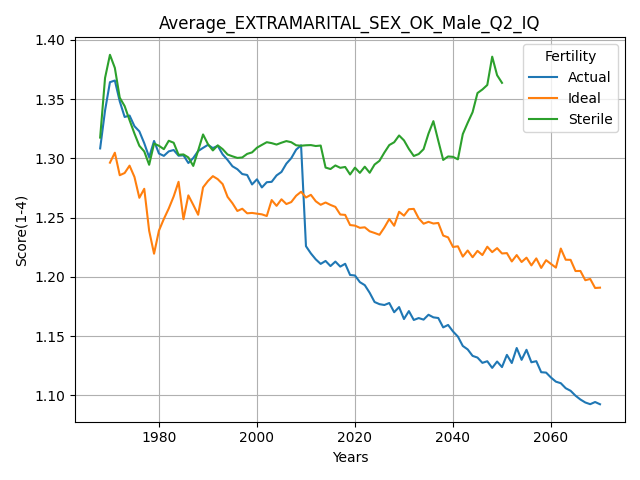 Average_EXTRAMARITAL_SEX_OK_Male_Q2_IQ
Fertility
Actual
Ideal
Sterile
Score(1-4)
1.40
1.35
1.30
1.25
1.20
1.15
1.10
1980 2000 2020 2040 2060
Years